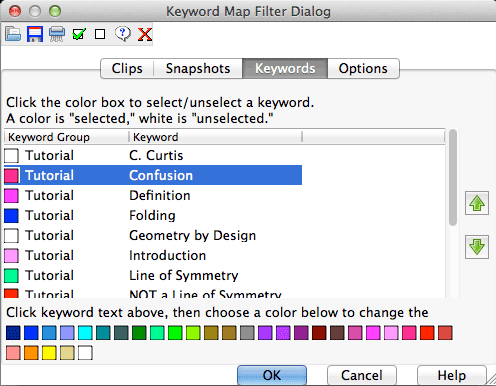 Keyword Map Filter Dialog
Clips Snapshots Keywords Options
Click the color box to select/unselect a keyword.
A color is "selected," white is "unselected."
Keyword Group Keyword
Tutorial C. Curtis
Tutorial Confusion
Tutorial Definition
Tutorial Folding
Tutorial Geometry by Design
Tutorial Introduction
Tutorial Line of Symmetry
Tutorial NOT a Line of Symmetry
Click keyword text above, then choose a color below to change the
OK Cancel Help